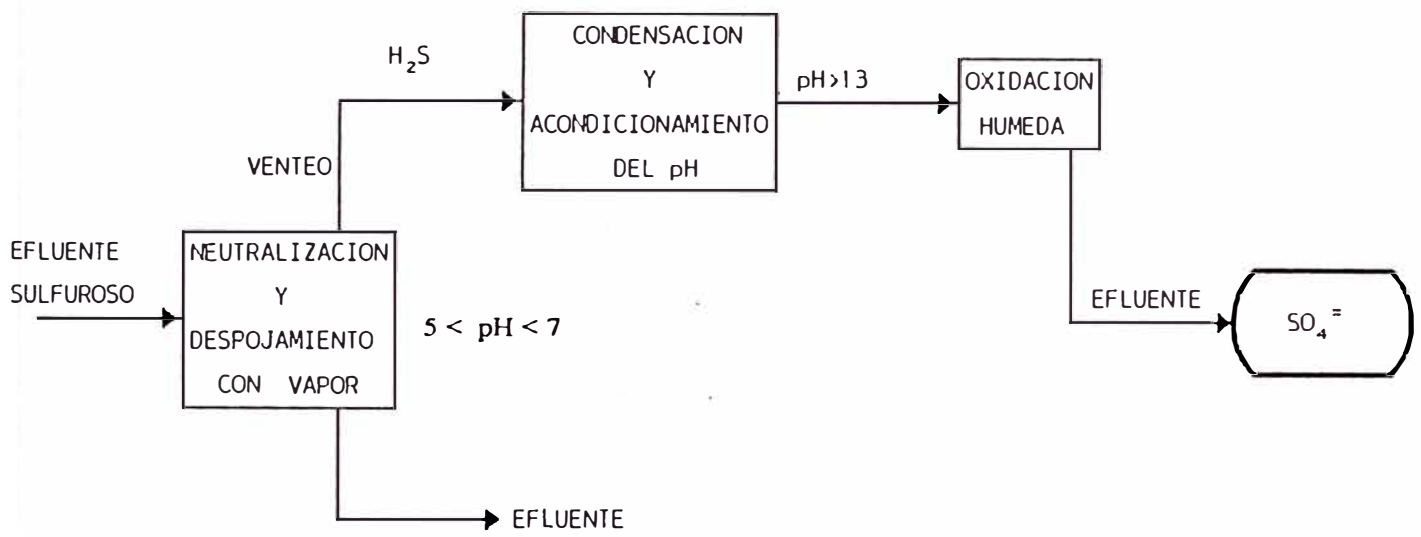 CONDENSACION
Y
ACONDICIONAMIENTO
DEL pH
H₂S
pH>13
OXIDACION
HUMEDA
VENTEO
EFLUENTE
SULFUROSO
NEUTRALIZACION
Y
DESPOJAMIENTO
CON VAPOR
5 < pH < 7
EFLUENTE
SO₄=
EFLUENTE